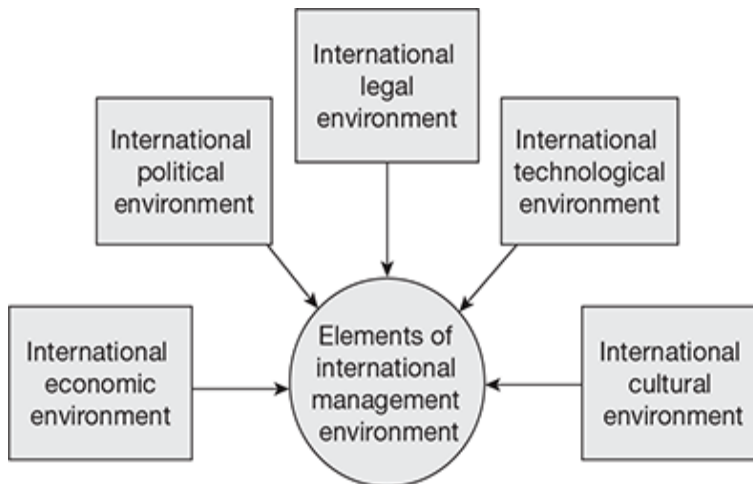 International
legal
environment
International
political
environment
International
technological
environment
International
economic
environment
Elements of
international
management
environment
International
cultural
environment